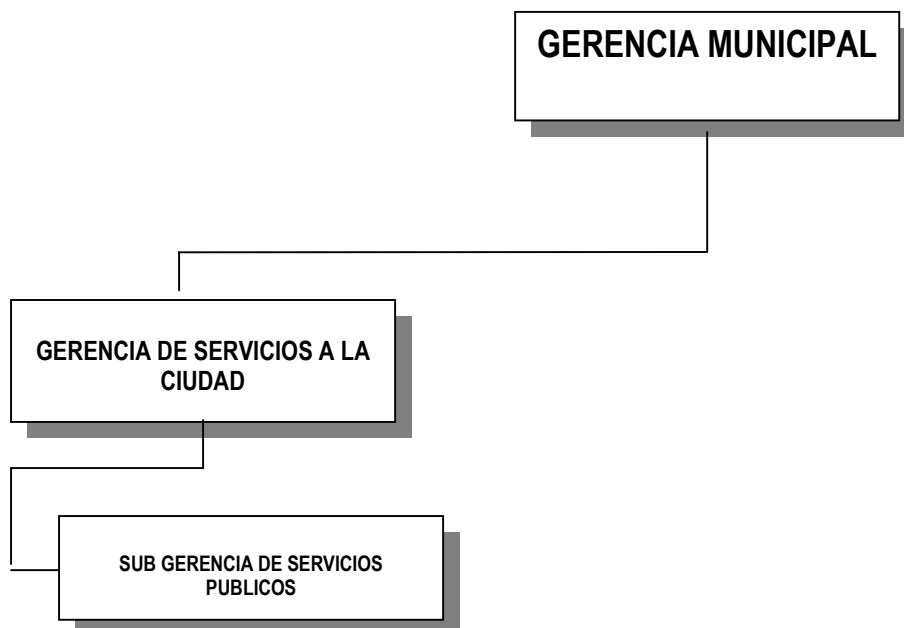 GERENCIA MUNICIPAL
GERENCIA DE SERVICIOS A LA
CIUDAD
SUB GERENCIA DE SERVICIOS
PUBLICOS